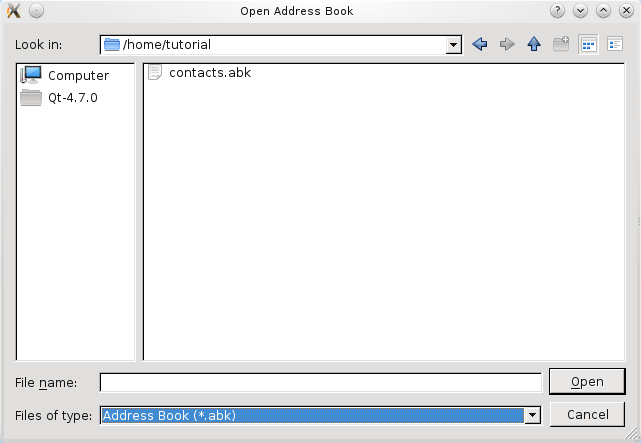 Open Address Book
Look in: /home/tutorial
Computer
Qt-4.7.0
contacts.abk
File name:
Open
Files of type: Address Book (*.abk)
Cancel